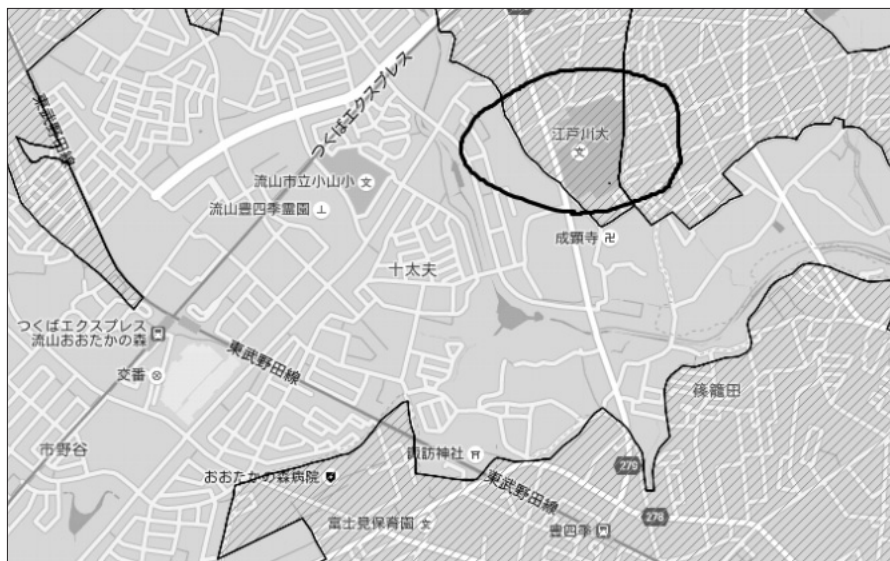 東武野田線
つくばエクスプレス
江戸川大
流山市立小山小
流山豊四季霊園
成顕寺
十太夫
つくばエクスプレス
流山おおたかの森
東武野田線
交番
篠籠田
市野谷
諏訪神社
おおたかの森病院
279
東武野田線
278
富士見保育園
豊四季